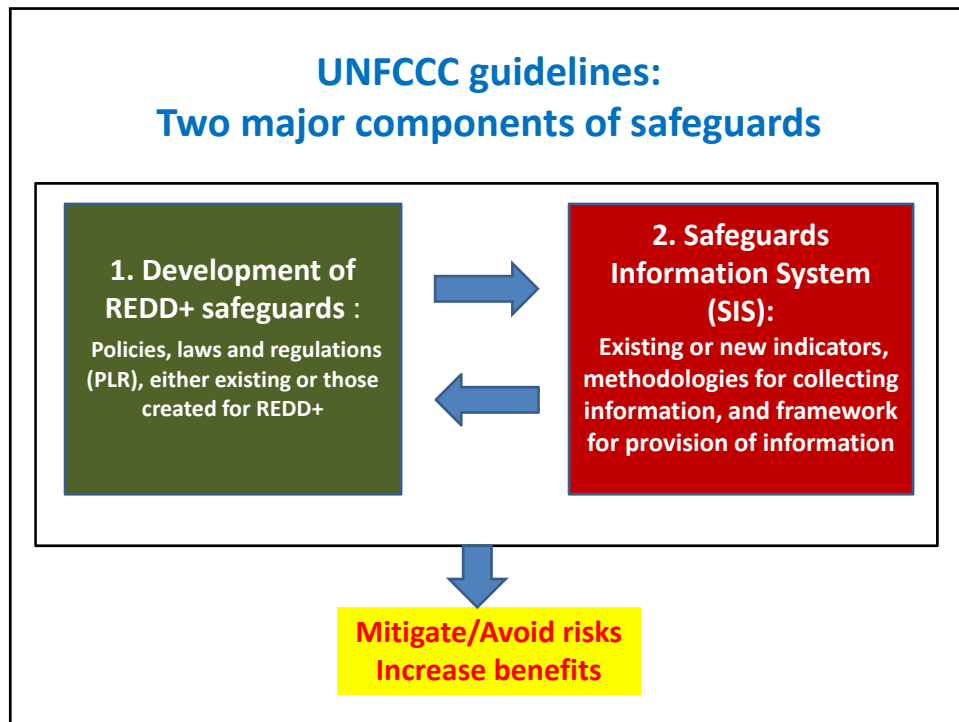 UNFCCC guidelines:
Two major components of safeguards
1. Development of
REDD+ safeguards :
Policies, laws and regulations
(PLR), either existing or those
created for REDD+
2. Safeguards
Information System
(SIS):
Existing or new indicators,
methodologies for collecting
information, and framework
for provision of information
Mitigate/Avoid risks
Increase benefits